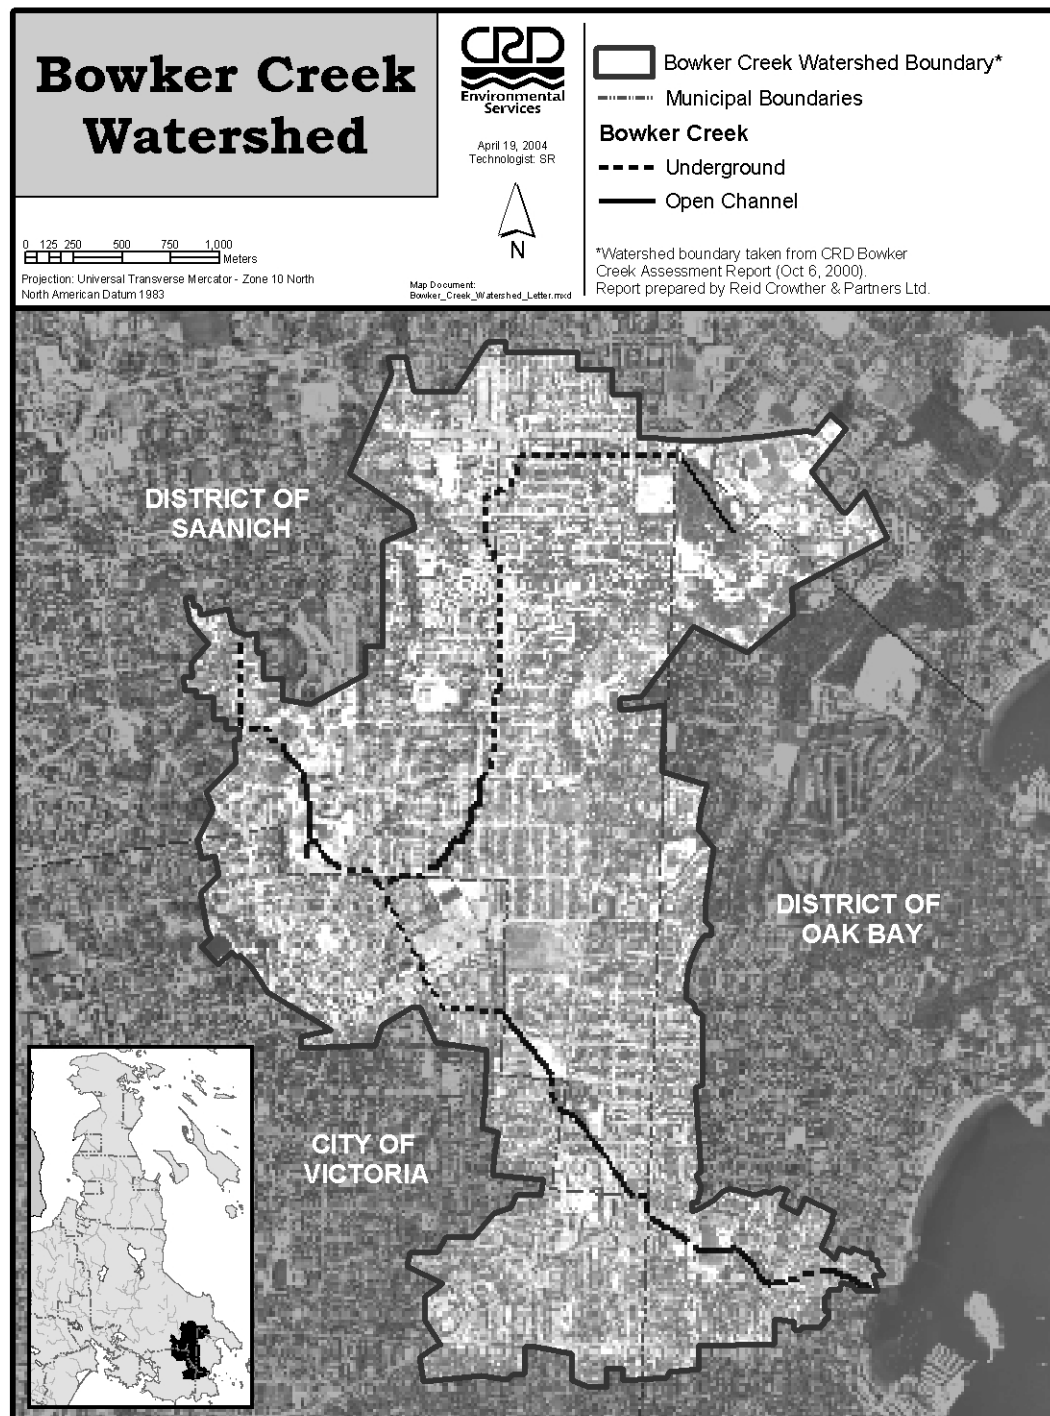 Bowker Creek
Watershed
CRD
Environmental
Services
April 19, 2004
Technologist: SR
N
0 125 250 500 750 1,000
Meters
Projection: Universal Transverse Mercator - Zone 10 North
North American Datum 1983
Map Document:
Bowker_Creek_Watershed_Letter.mxd
Bowker Creek Watershed Boundary*
Municipal Boundaries
Bowker Creek
Underground
Open Channel
*Watershed boundary taken from CRD Bowker
Creek Assessment Report (Oct 6, 2000).
Report prepared by Reid Crowther & Partners Ltd.
DISTRICT OF
SAANICH
DISTRICT OF
OAK BAY
CITY OF
VICTORIA